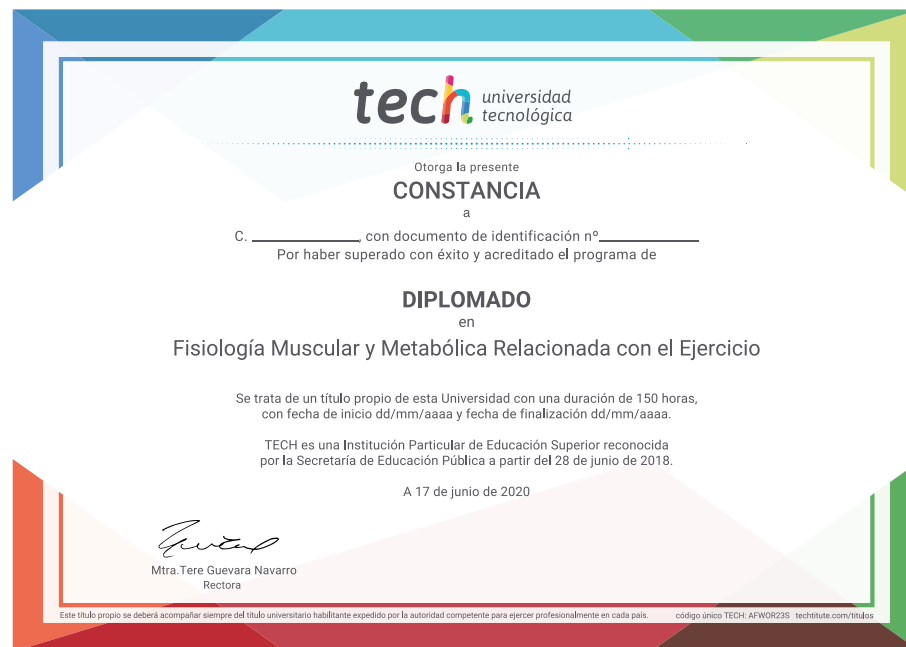 tech universidad
tecnológica
Otorga la presente
CONSTANCIA
a
C. ____________, con documento de identificación nº____________
Por haber superado con éxito y acreditado el programa de
DIPLOMADO
en
Fisiología Muscular y Metabólica Relacionada con el Ejercicio
Se trata de un título propio de esta Universidad con una duración de 150 horas,
con fecha de inicio dd/mm/aaaa y fecha de finalización dd/mm/aaaa.
TECH es una Institución Particular de Educación Superior reconocida
por la Secretaría de Educación Pública a partir del 28 de junio de 2018.
A 17 de junio de 2020
Mtra.Tere Guevara Navarro
Rectora
Este título propio se deberá acompañar siempre del título universitario habilitante expedido por la autoridad competente para ejercer profesionalmente en cada país. código único TECH: AFWOR23S techtitute.com/titulos